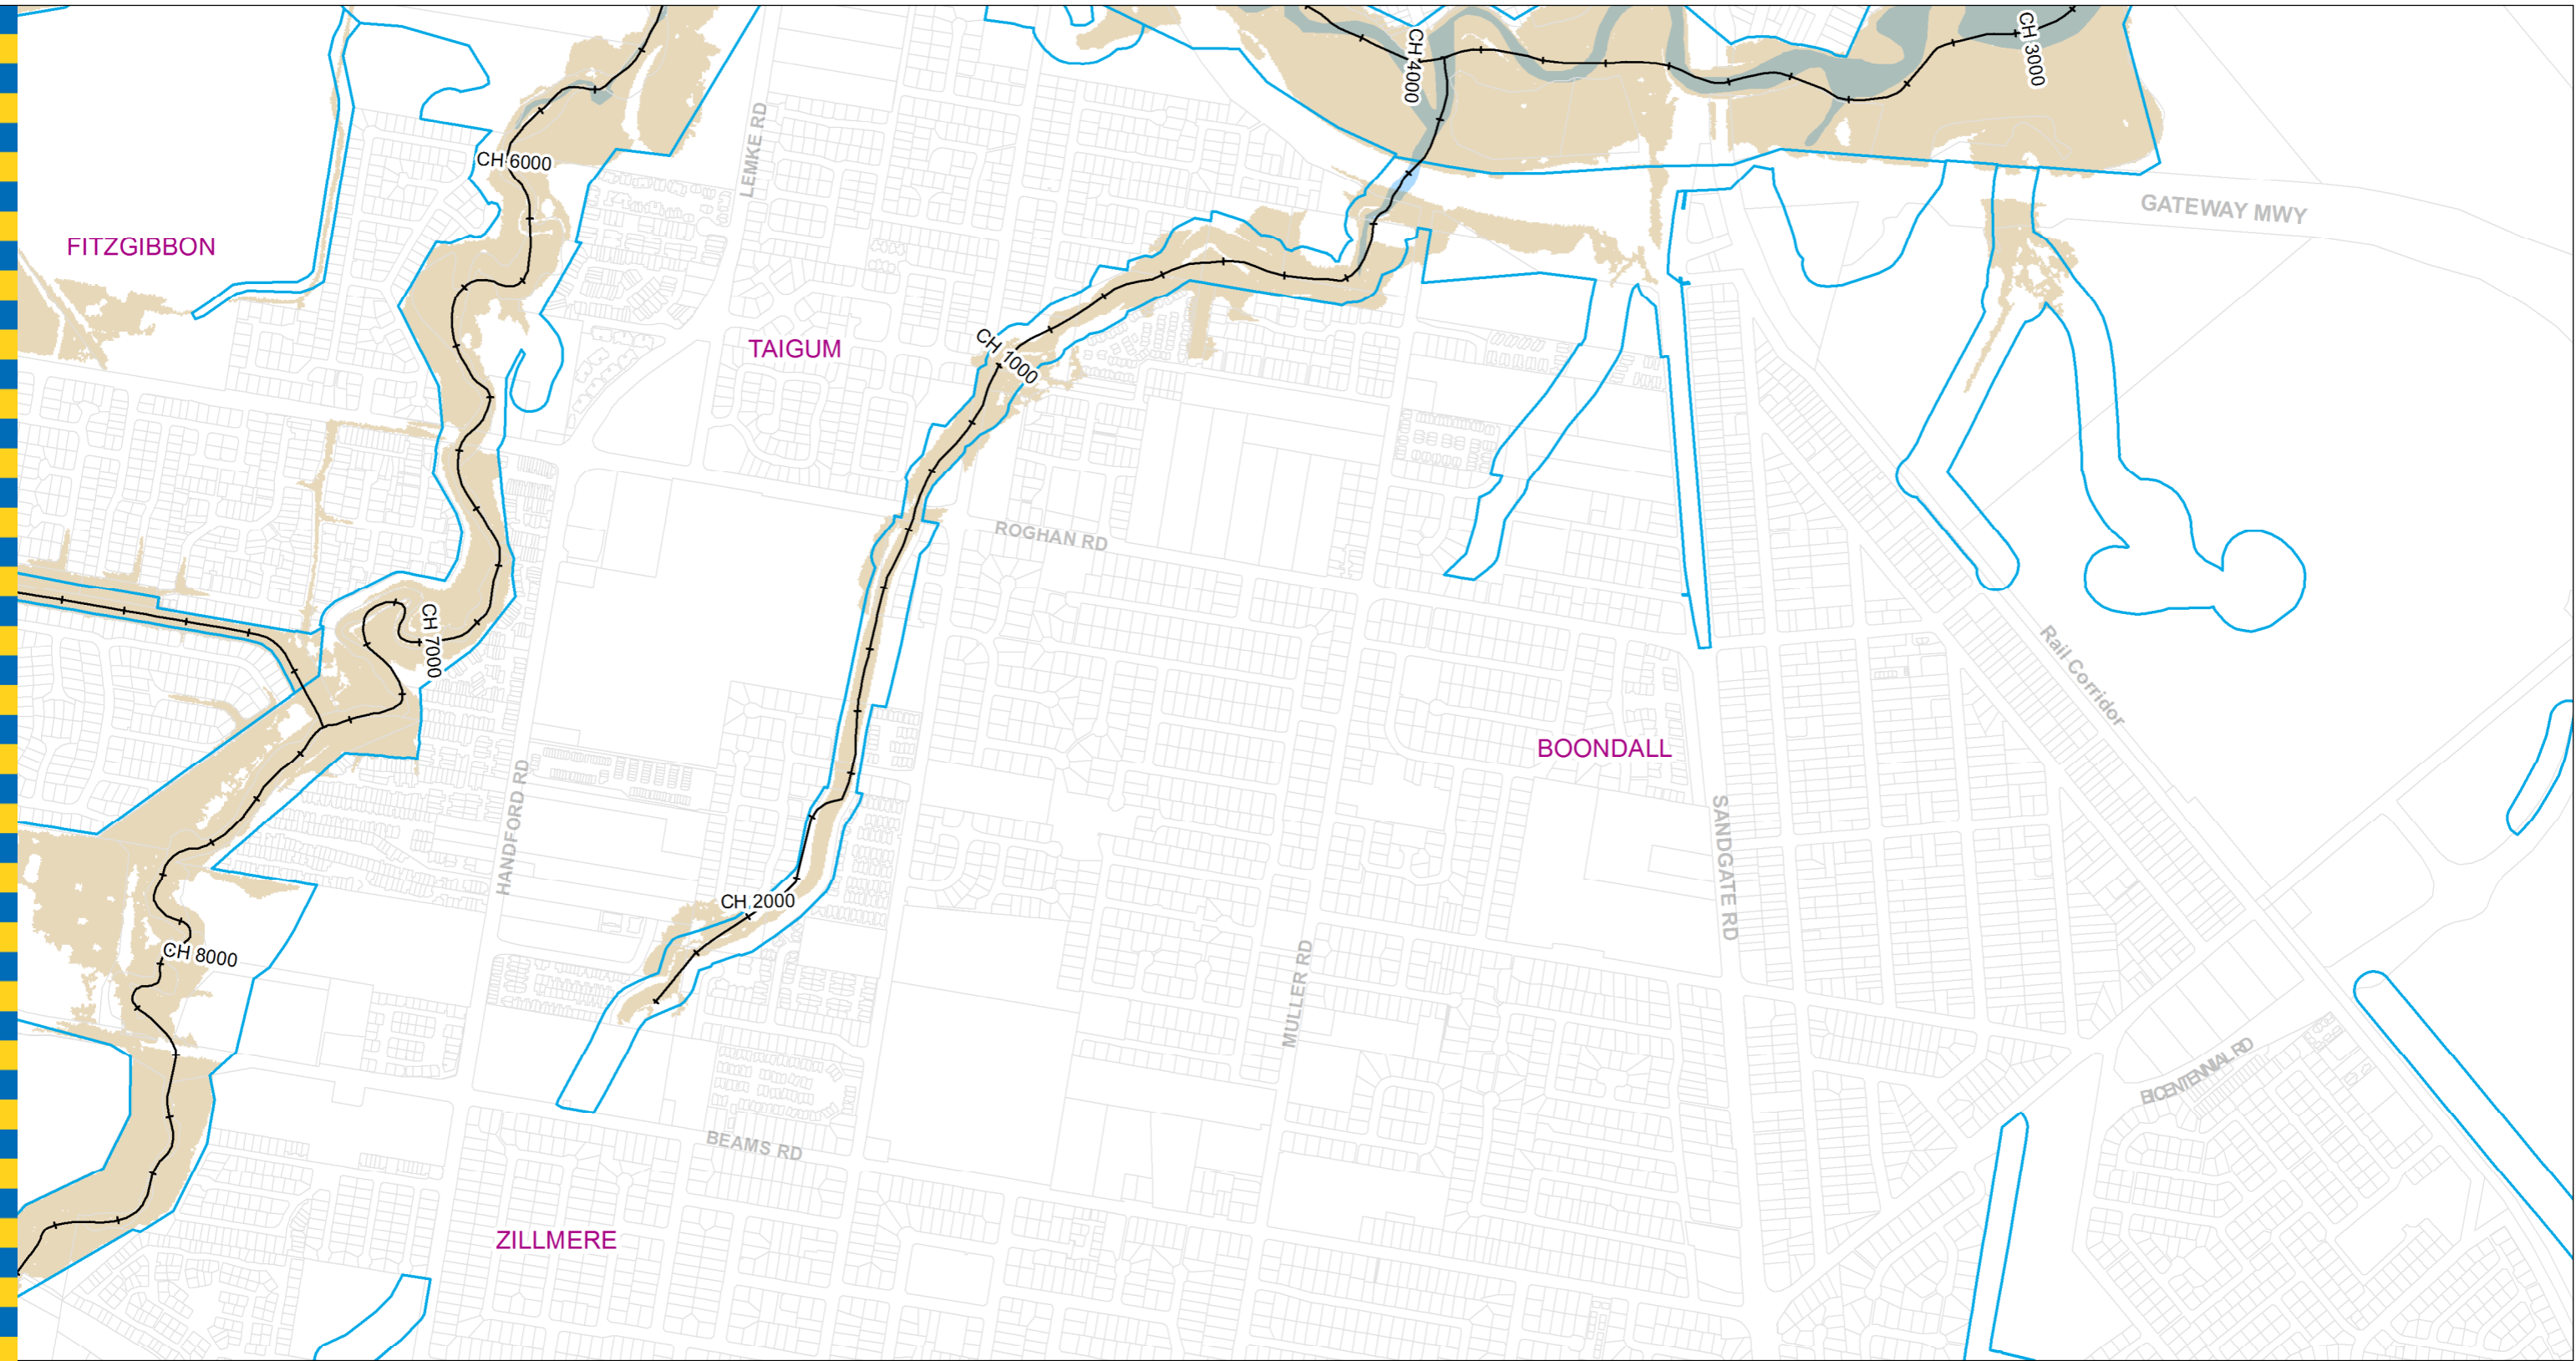 CH 3000
CH 4000
LEMKE RD
CH 6000
GATEWAY MWY
FITZGIBBON
TAIGUM
CH 1000
ROGHAN RD
CH 7000
Rail Corridor
BOONDALL
HANDFORD RD
SANDGATE RD
CH 2000
CH 8000
MULLER RD
BICENTENNIAL RD
BEAMS RD
ZILLMERE